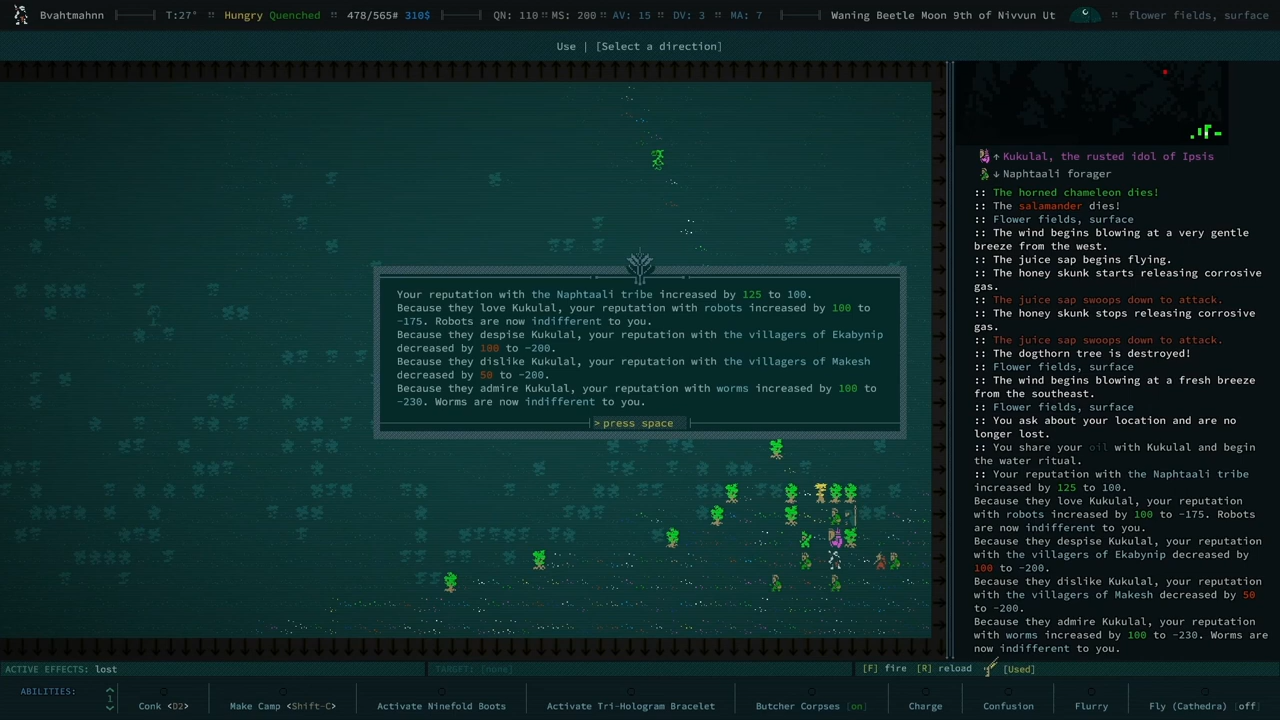 Bvahtmahnn T:27° :: Hungry Quenched :: 478/565# 310$ QN: 110 :: MS: 200 :: AV: 15 :: DV: 3 :: MA: 7 Waning Beetle Moon 9th of Nivvun Ut :: flower fields, surface
Use | [Select a direction]
Your reputation with the Naphtaali tribe increased by 125 to 100.
Because they love Kukulal, your reputation with robots increased by 100 to
-175. Robots are now indifferent to you.
Because they despise Kukulal, your reputation with the villagers of Ekabynip
decreased by 100 to -200.
Because they dislike Kukulal, your reputation with the villagers of Makesh
decreased by 50 to -200.
Because they admire Kukulal, your reputation with worms increased by 100 to
-230. Worms are now indifferent to you.
> press space
↑ Kukulal, the rusted idol of Ipsis
↓ Naphtaali forager
:: The horned chameleon dies!
:: The salamander dies!
:: Flower fields, surface
:: The wind begins blowing at a very gentle
breeze from the west.
:: The juice sap begins flying.
:: The honey skunk starts releasing corrosive
gas.
:: The juice sap swoops down to attack.
:: The honey skunk stops releasing corrosive
gas.
:: The juice sap swoops down to attack.
:: The dogthorn tree is destroyed!
:: Flower fields, surface
:: The wind begins blowing at a fresh breeze
from the southeast.
:: Flower fields, surface
:: You ask about your location and are no
longer lost.
:: You share your oil with Kukulal and begin
the water ritual.
:: Your reputation with the Naphtaali tribe
increased by 125 to 100.
Because they love Kukulal, your reputation
with robots increased by 100 to -175. Robots
are now indifferent to you.
Because they despise Kukulal, your reputation
with the villagers of Ekabynip decreased by
100 to -200.
Because they dislike Kukulal, your reputation
with the villagers of Makesh decreased by 50
to -200.
Because they admire Kukulal, your reputation
with worms increased by 100 to -230. Worms are
now indifferent to you.
ACTIVE EFFECTS: lost
TARGET: [none]
[F] fire [R] reload [Used]
ABILITIES: 1 Conk <D2> Make Camp <Shift-C> Activate Ninefold Boots Activate Tri-Hologram Bracelet Butcher Corpses [on] Charge Confusion Flurry Fly (Cathedra) [off]